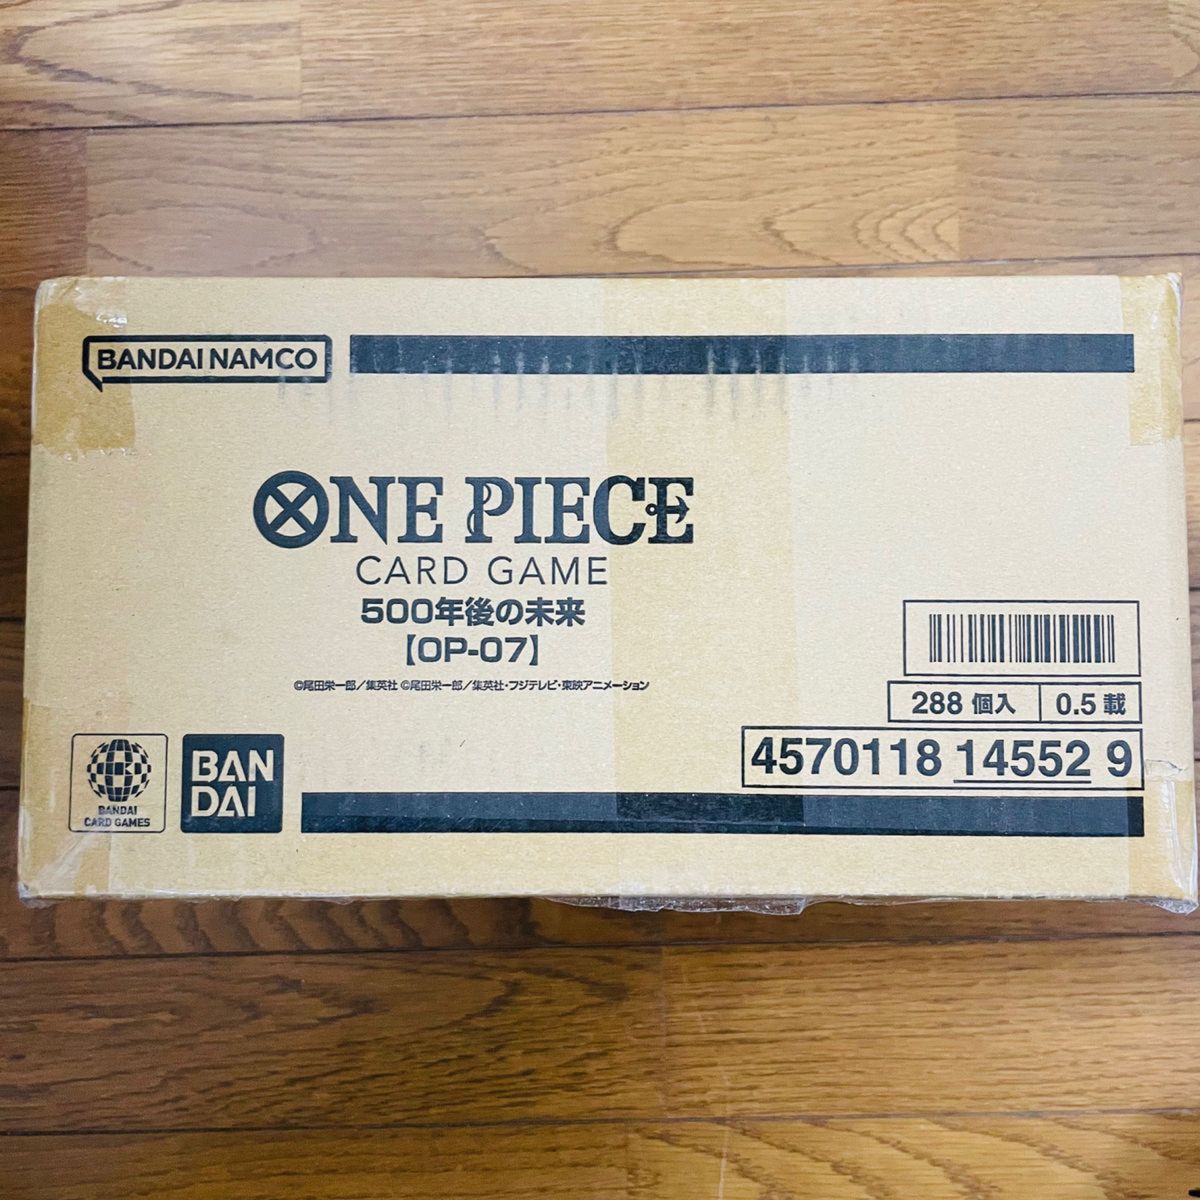 BANDAI NAMCO
ONE PIECE
CARD GAME
500年後の未来
【OP-07】
©尾田栄一郎／集英社 ©尾田栄一郎／集英社・フジテレビ・東映アニメーション
288 個入 0.5 載
4570118 14552 9
BANDAI
CARD GAMES
BAN
DAI